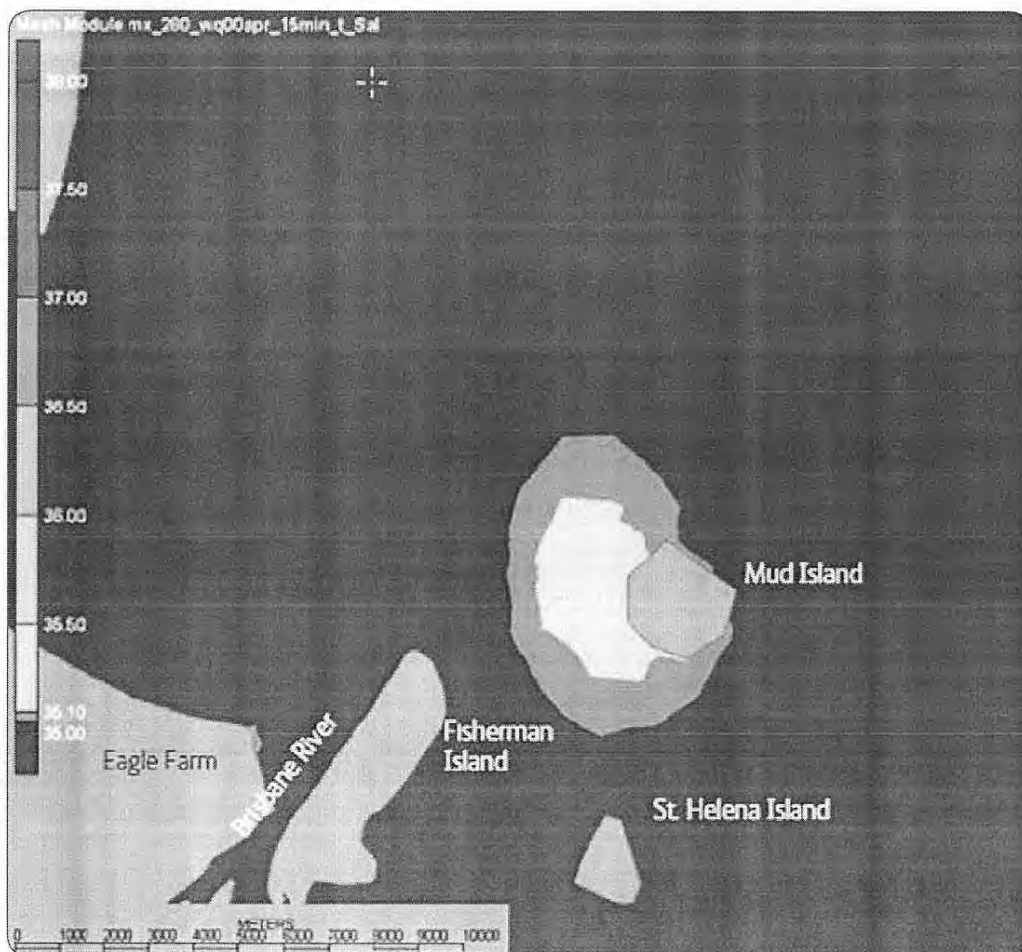 Mesh Module mx_260_wq00apr_15min_t_Sal
38.00
37.50
37.00
36.50
36.00
35.50
35.10
35.00
Mud Island
Fisherman
Island
Brisbane River
Eagle Farm
St. Helena Island
METERS
0 1000 2000 3000 4000 5000 6000 7000 8000 9000 10000